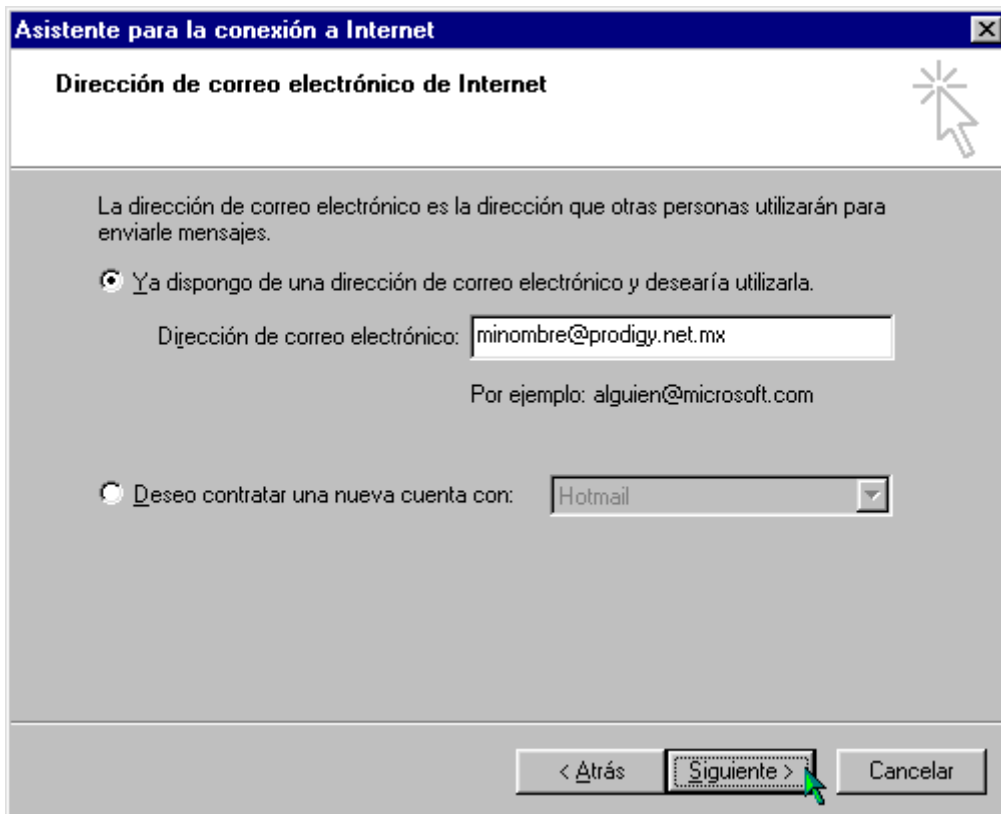 Asistente para la conexión a Internet
Dirección de correo electrónico de Internet
La dirección de correo electrónico es la dirección que otras personas utilizarán para
enviarle mensajes.
Ya dispongo de una dirección de correo electrónico y desearía utilizarla.
Dirección de correo electrónico: minombre@prodigy.net.mx
Por ejemplo: alguien@microsoft.com
Deseo contratar una nueva cuenta con: Hotmail
< Atrás Siguiente > Cancelar